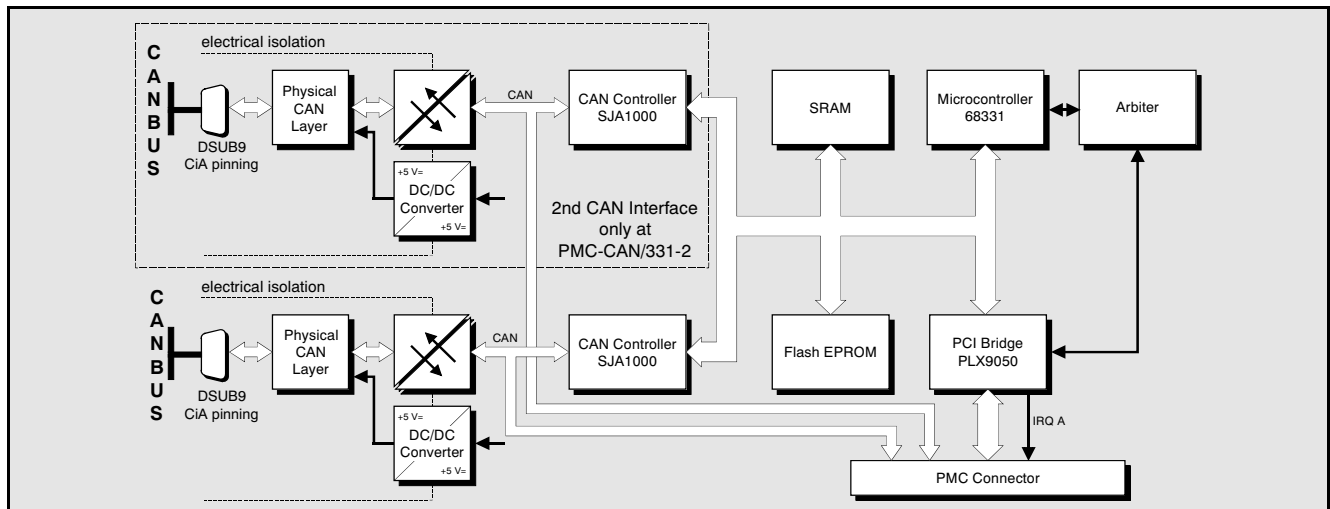 electrical isolation
C
A
N
B
U
S
DSUB9
CiA pinning
Physical
CAN
Layer
+5 V=
DC/DC
Converter
+5 V=
CAN
CAN Controller
SJA1000
2nd CAN Interface
only at
PMC-CAN/331-2
SRAM
Microcontroller
68331
Arbiter
electrical isolation
C
A
N
B
U
S
DSUB9
CiA pinning
Physical
CAN
Layer
+5 V=
DC/DC
Converter
+5 V=
CAN
CAN Controller
SJA1000
Flash EPROM
PCI Bridge
PLX9050
IRQ A
PMC Connector